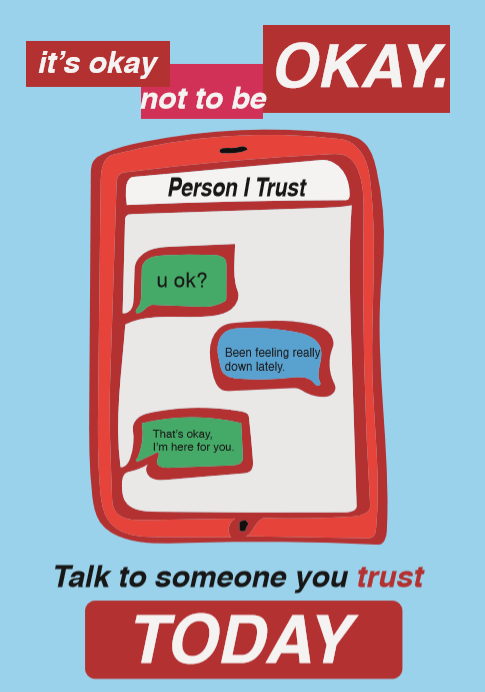 it's okay
not to be
OKAY.
Person I Trust
u ok?
Been feeling really
down lately.
That's okay,
I'm here for you.
Talk to someone you trust
TODAY